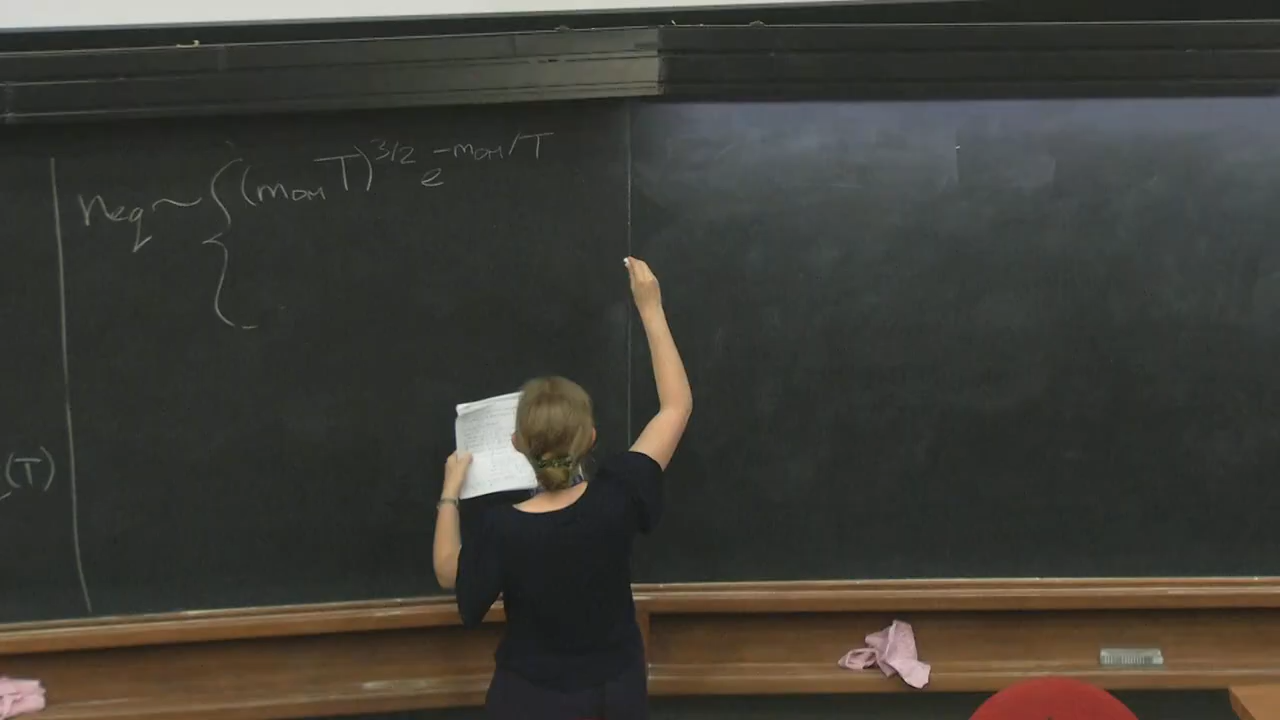 neq ~ { (mDM T)^3/2 e^-mDM/T
(T)